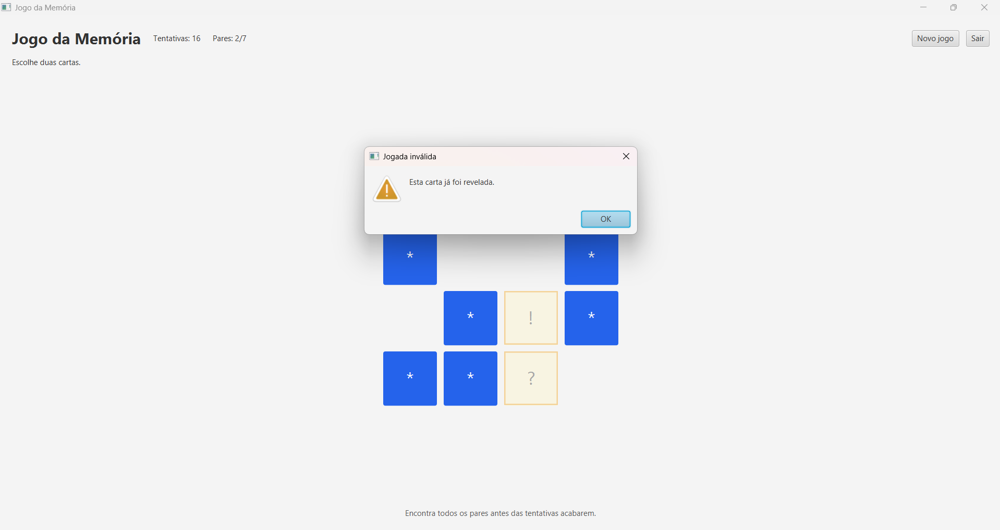 Jogo da Memória
Jogo da Memória Tentativas: 16 Pares: 2/7 Novo jogo Sair
Escolhe duas cartas.
Jogada inválida
Esta carta já foi revelada.
OK
* *
* ! *
* * ?
Encontra todos os pares antes das tentativas acabarem.